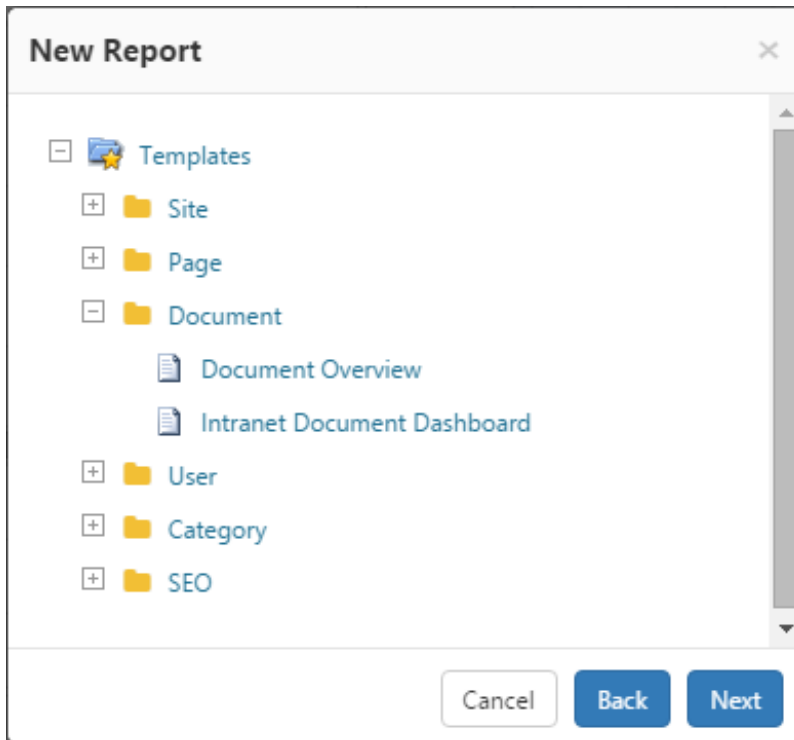 New Report
Templates
Site
Page
Document
Document Overview
Intranet Document Dashboard
User
Category
SEO
Cancel Back Next